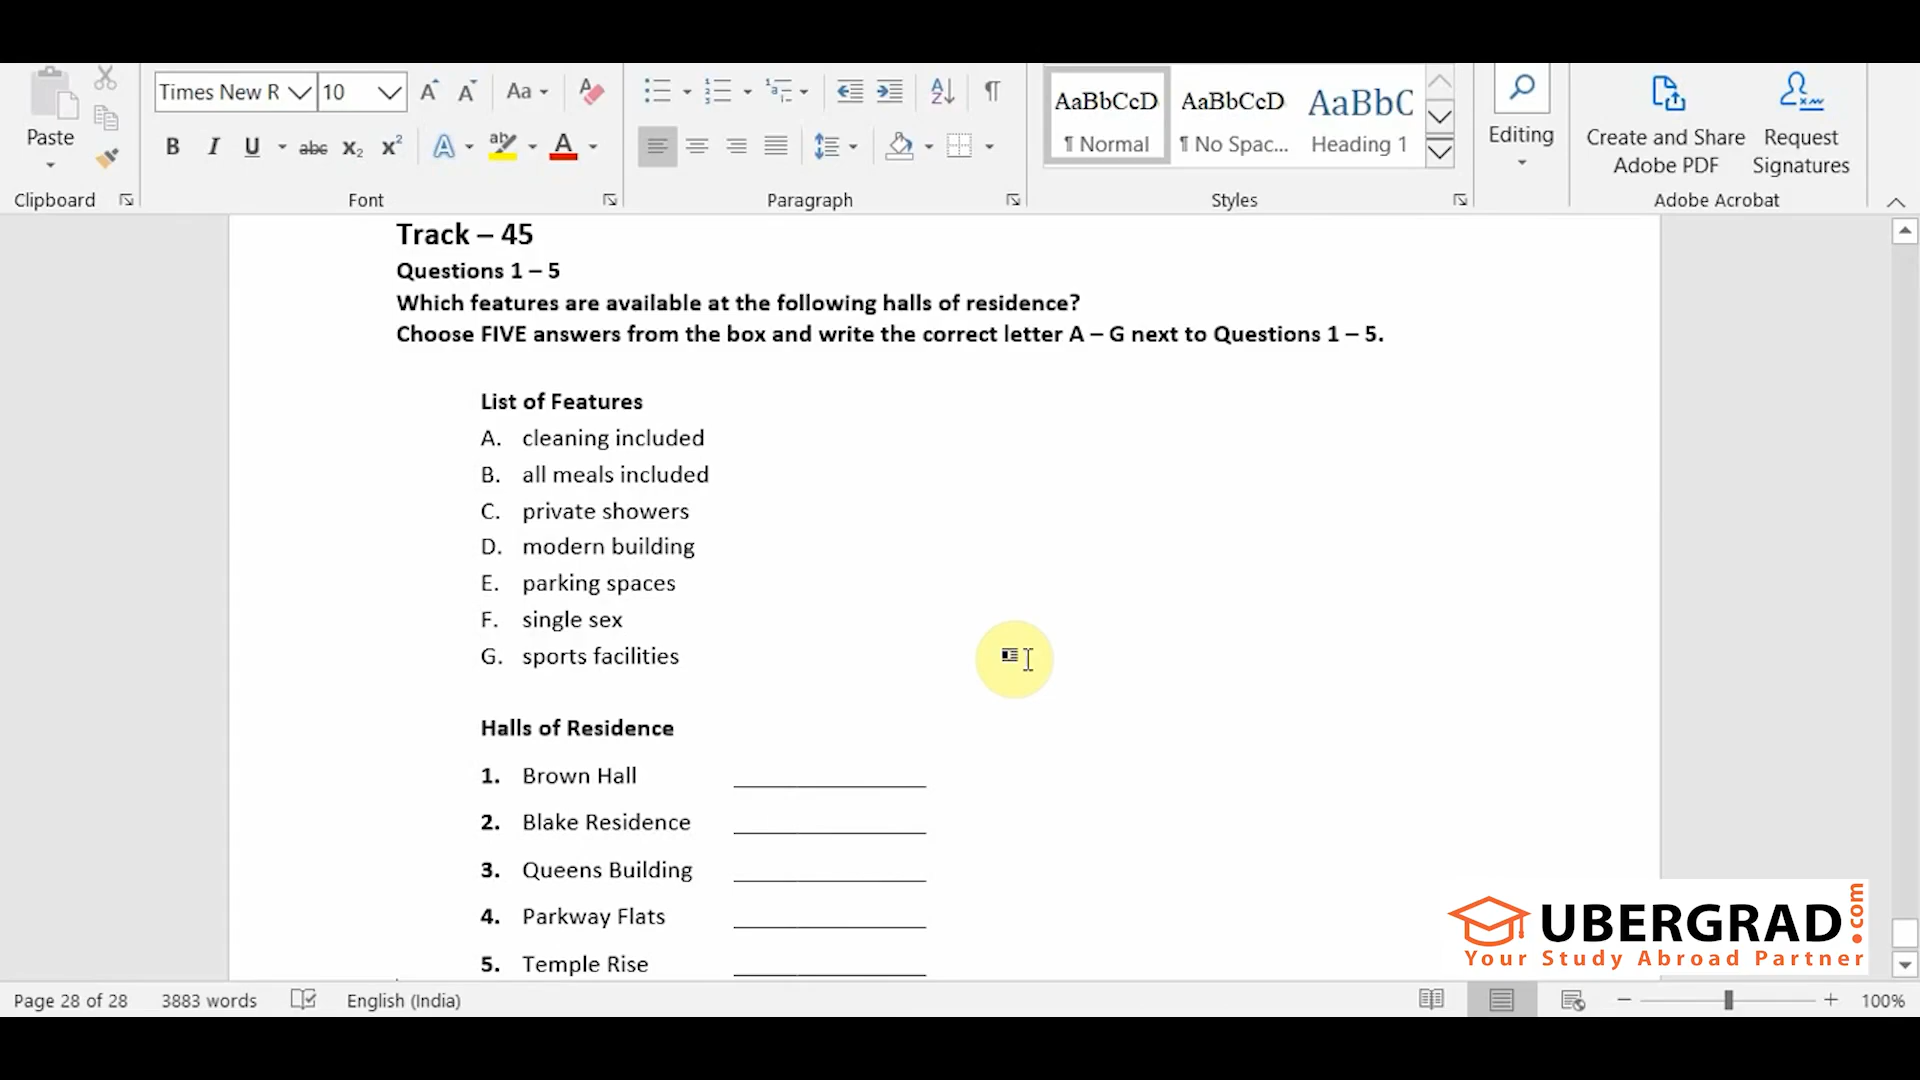 Times New R
10
Aa
Paste
B I U abc X₂ X² A ab A
AaBbCcD AaBbCcD AaBbC
¶ Normal ¶ No Spac... Heading 1
Editing
Create and Share Adobe PDF
Request Signatures
Clipboard Font Paragraph Styles Adobe Acrobat
Track – 45
Questions 1 – 5
Which features are available at the following halls of residence?
Choose FIVE answers from the box and write the correct letter A – G next to Questions 1 – 5.
List of Features
A. cleaning included
B. all meals included
C. private showers
D. modern building
E. parking spaces
F. single sex
G. sports facilities
Halls of Residence
1. Brown Hall
2. Blake Residence
3. Queens Building
4. Parkway Flats
5. Temple Rise
UBERGRAD.com
Your Study Abroad Partner
Page 28 of 28 3883 words English (India) 100%